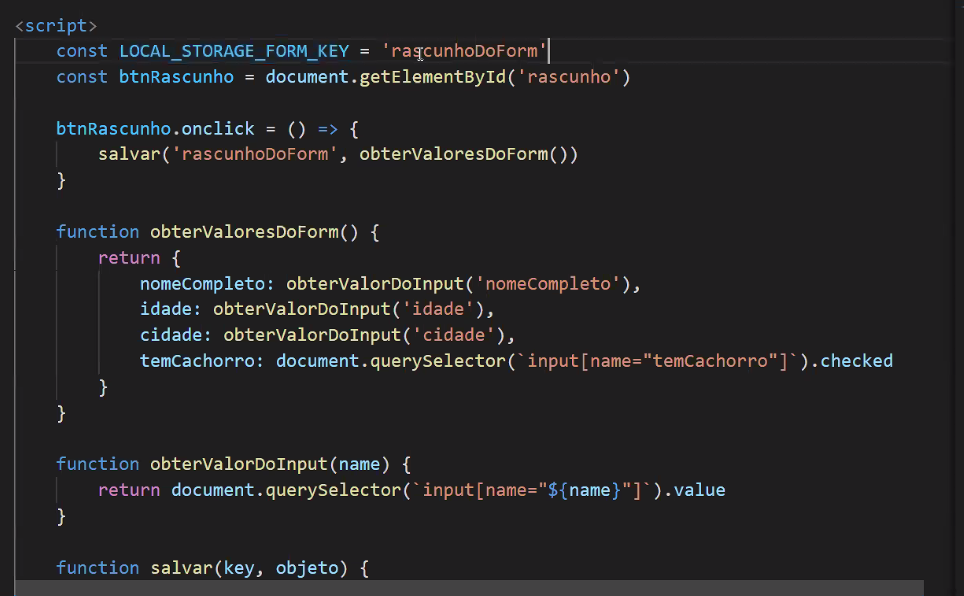 <script>
const LOCAL_STORAGE_FORM_KEY = 'rascunhoDoForm'
const btnRascunho = document.getElementById('rascunho')
btnRascunho.onclick = () => {
salvar('rascunhoDoForm', obterValoresDoForm())
}
function obterValoresDoForm() {
return {
nomeCompleto: obterValorDoInput('nomeCompleto'),
idade: obterValorDoInput('idade'),
cidade: obterValorDoInput('cidade'),
temCachorro: document.querySelector(`input[name="temCachorro"]`).checked
}
}
function obterValorDoInput(name) {
return document.querySelector(`input[name="${name}"]`).value
}
function salvar(key, objeto) {